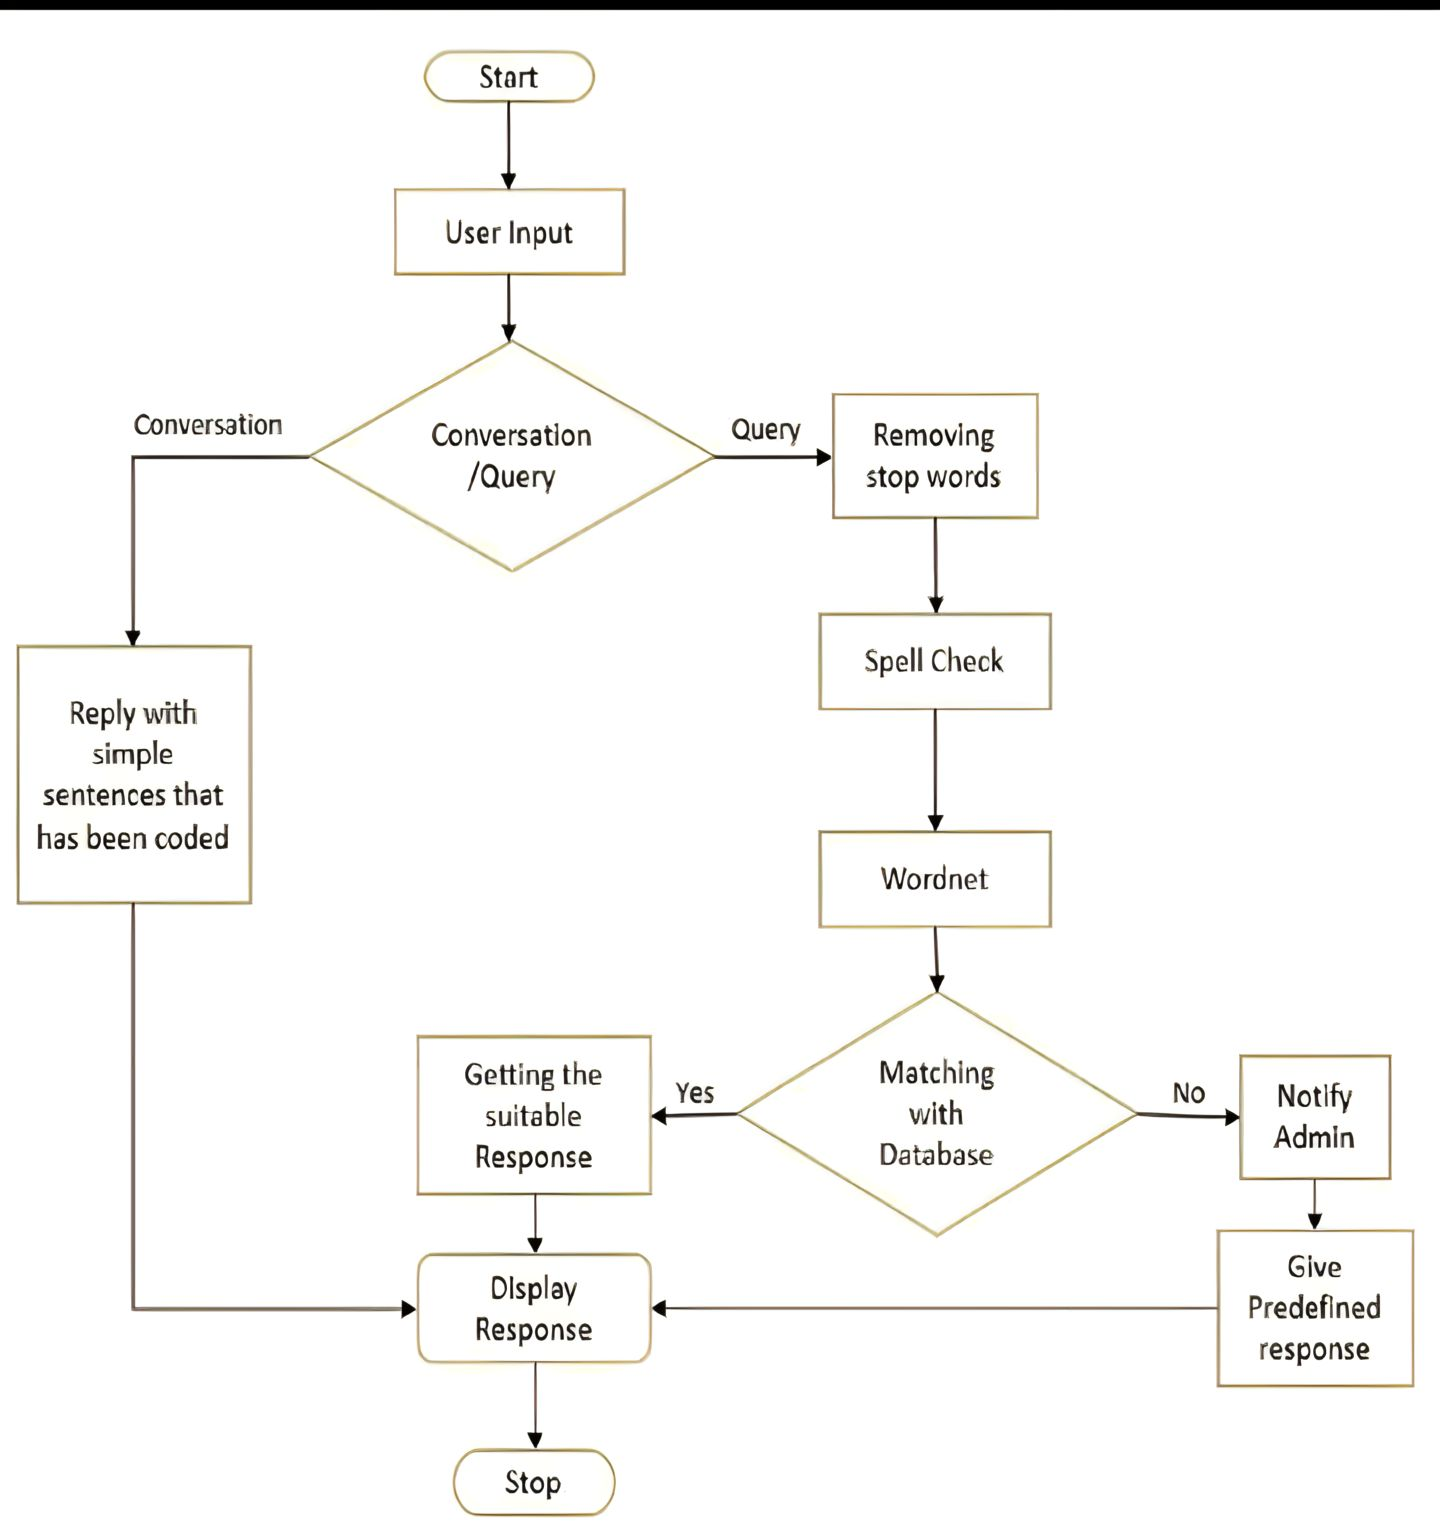 Start
User Input
Conversation
Conversation
/Query
Query
Removing
stop words
Spell Check
Reply with
simple
sentences that
has been coded
Wordnet
Getting the
suitable
Response
Yes
Matching
with
Database
No
Notify
Admin
Display
Response
Give
Predefined
response
Stop